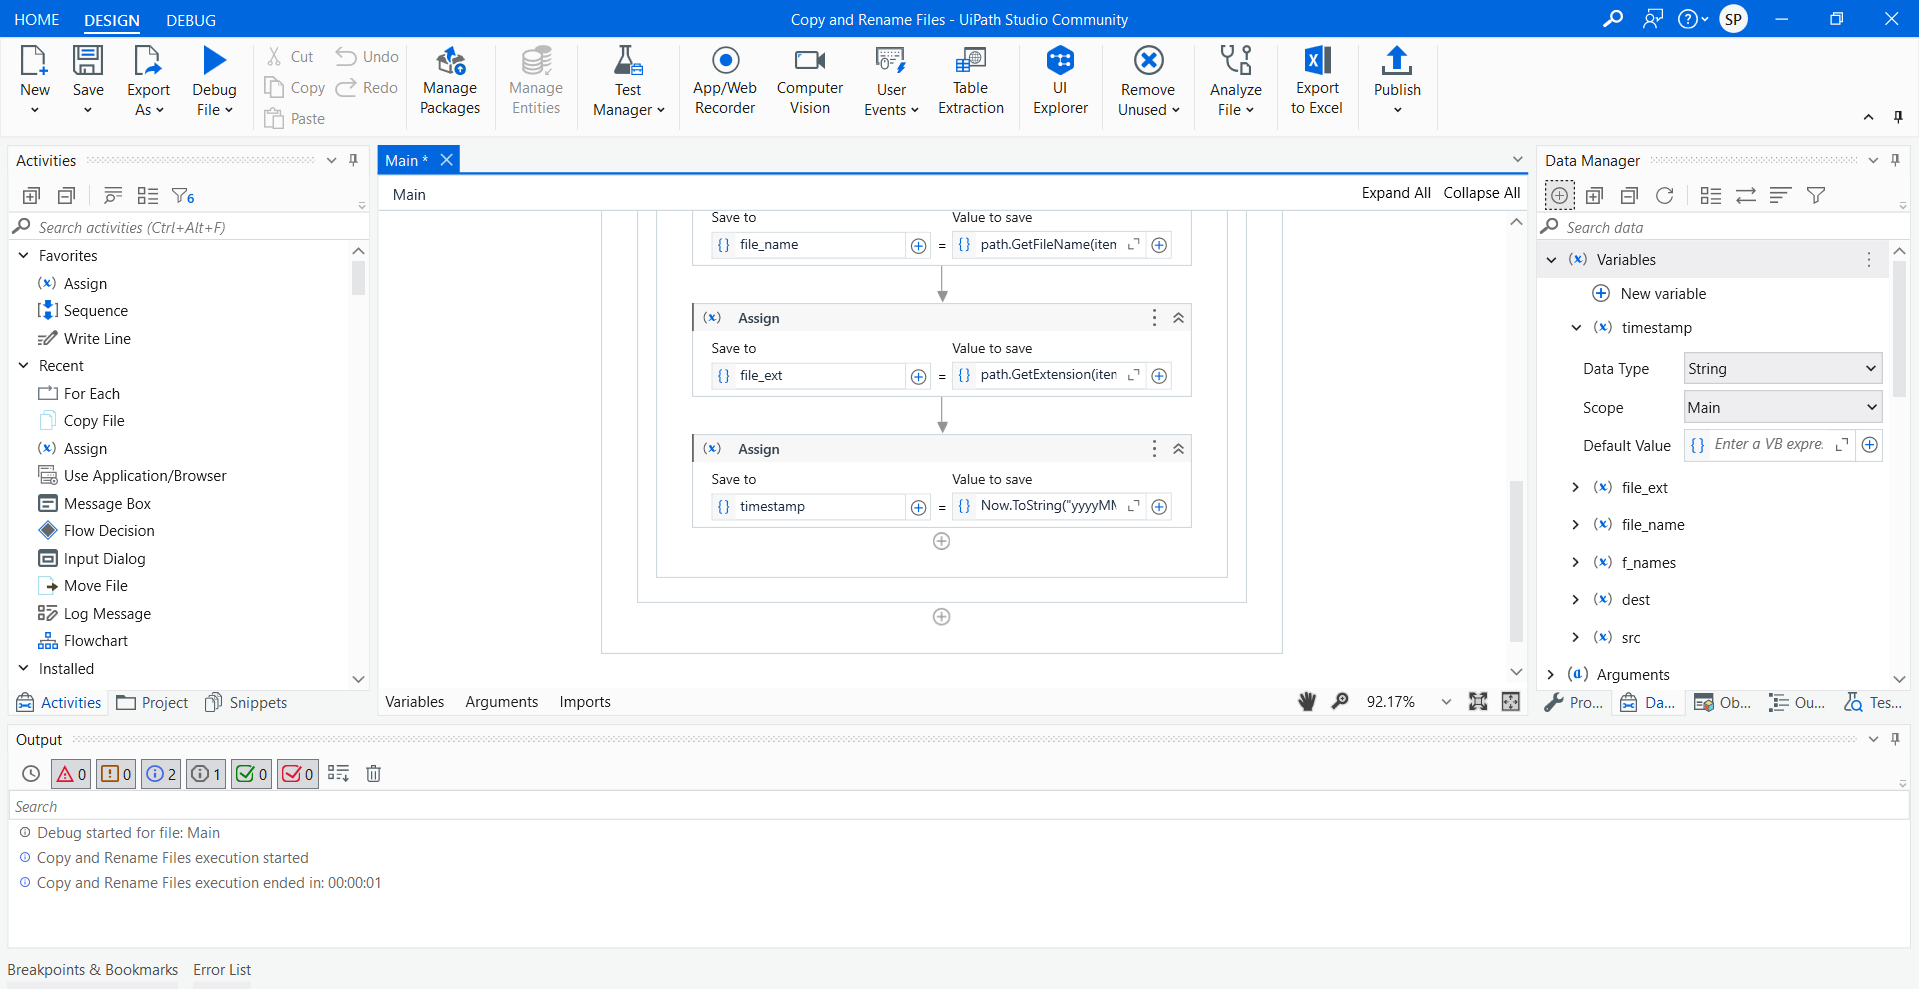 HOME DESIGN DEBUG Copy and Rename Files - UiPath Studio Community SP
New Save Export As Debug File
Cut Undo
Copy Redo
Paste
Manage Packages Manage Entities Test Manager App/Web Recorder Computer Vision User Events Table Extraction UI Explorer Remove Unused Analyze File Export to Excel Publish
Activities
6
Search activities (Ctrl+Alt+F)
Favorites
Assign
Sequence
Write Line
Recent
For Each
Copy File
Assign
Use Application/Browser
Message Box
Flow Decision
Input Dialog
Move File
Log Message
Flowchart
Installed
Activities Project Snippets
Main *
Main Expand All Collapse All
Save to Value to save
file_name = path.GetFileName(item
Assign
Save to Value to save
file_ext = path.GetExtension(iten
Assign
Save to Value to save
timestamp = Now.ToString("yyyyMM
Variables Arguments Imports 92.17%
Data Manager
Search data
Variables
New variable
timestamp
Data Type String
Scope Main
Default Value Enter a VB expre.
file_ext
file_name
f_names
dest
src
Arguments
Pro... Da... Ob... Ou... Tes...
Output
0 0 2 1 0 0
Search
Debug started for file: Main
Copy and Rename Files execution started
Copy and Rename Files execution ended in: 00:00:01
Breakpoints & Bookmarks Error List